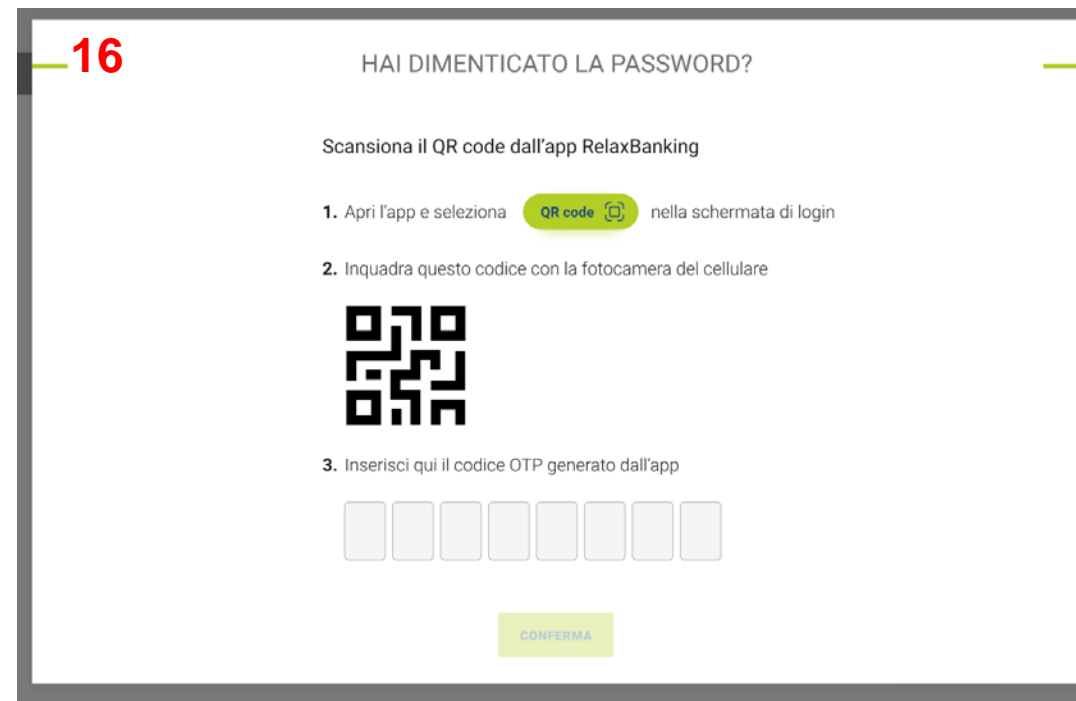 16
HAI DIMENTICATO LA PASSWORD?
Scansiona il QR code dall'app RelaxBanking
1. Apri l'app e seleziona QR code nella schermata di login
2. Inquadra questo codice con la fotocamera del cellulare
3. Inserisci qui il codice OTP generato dall'app
CONFERMA